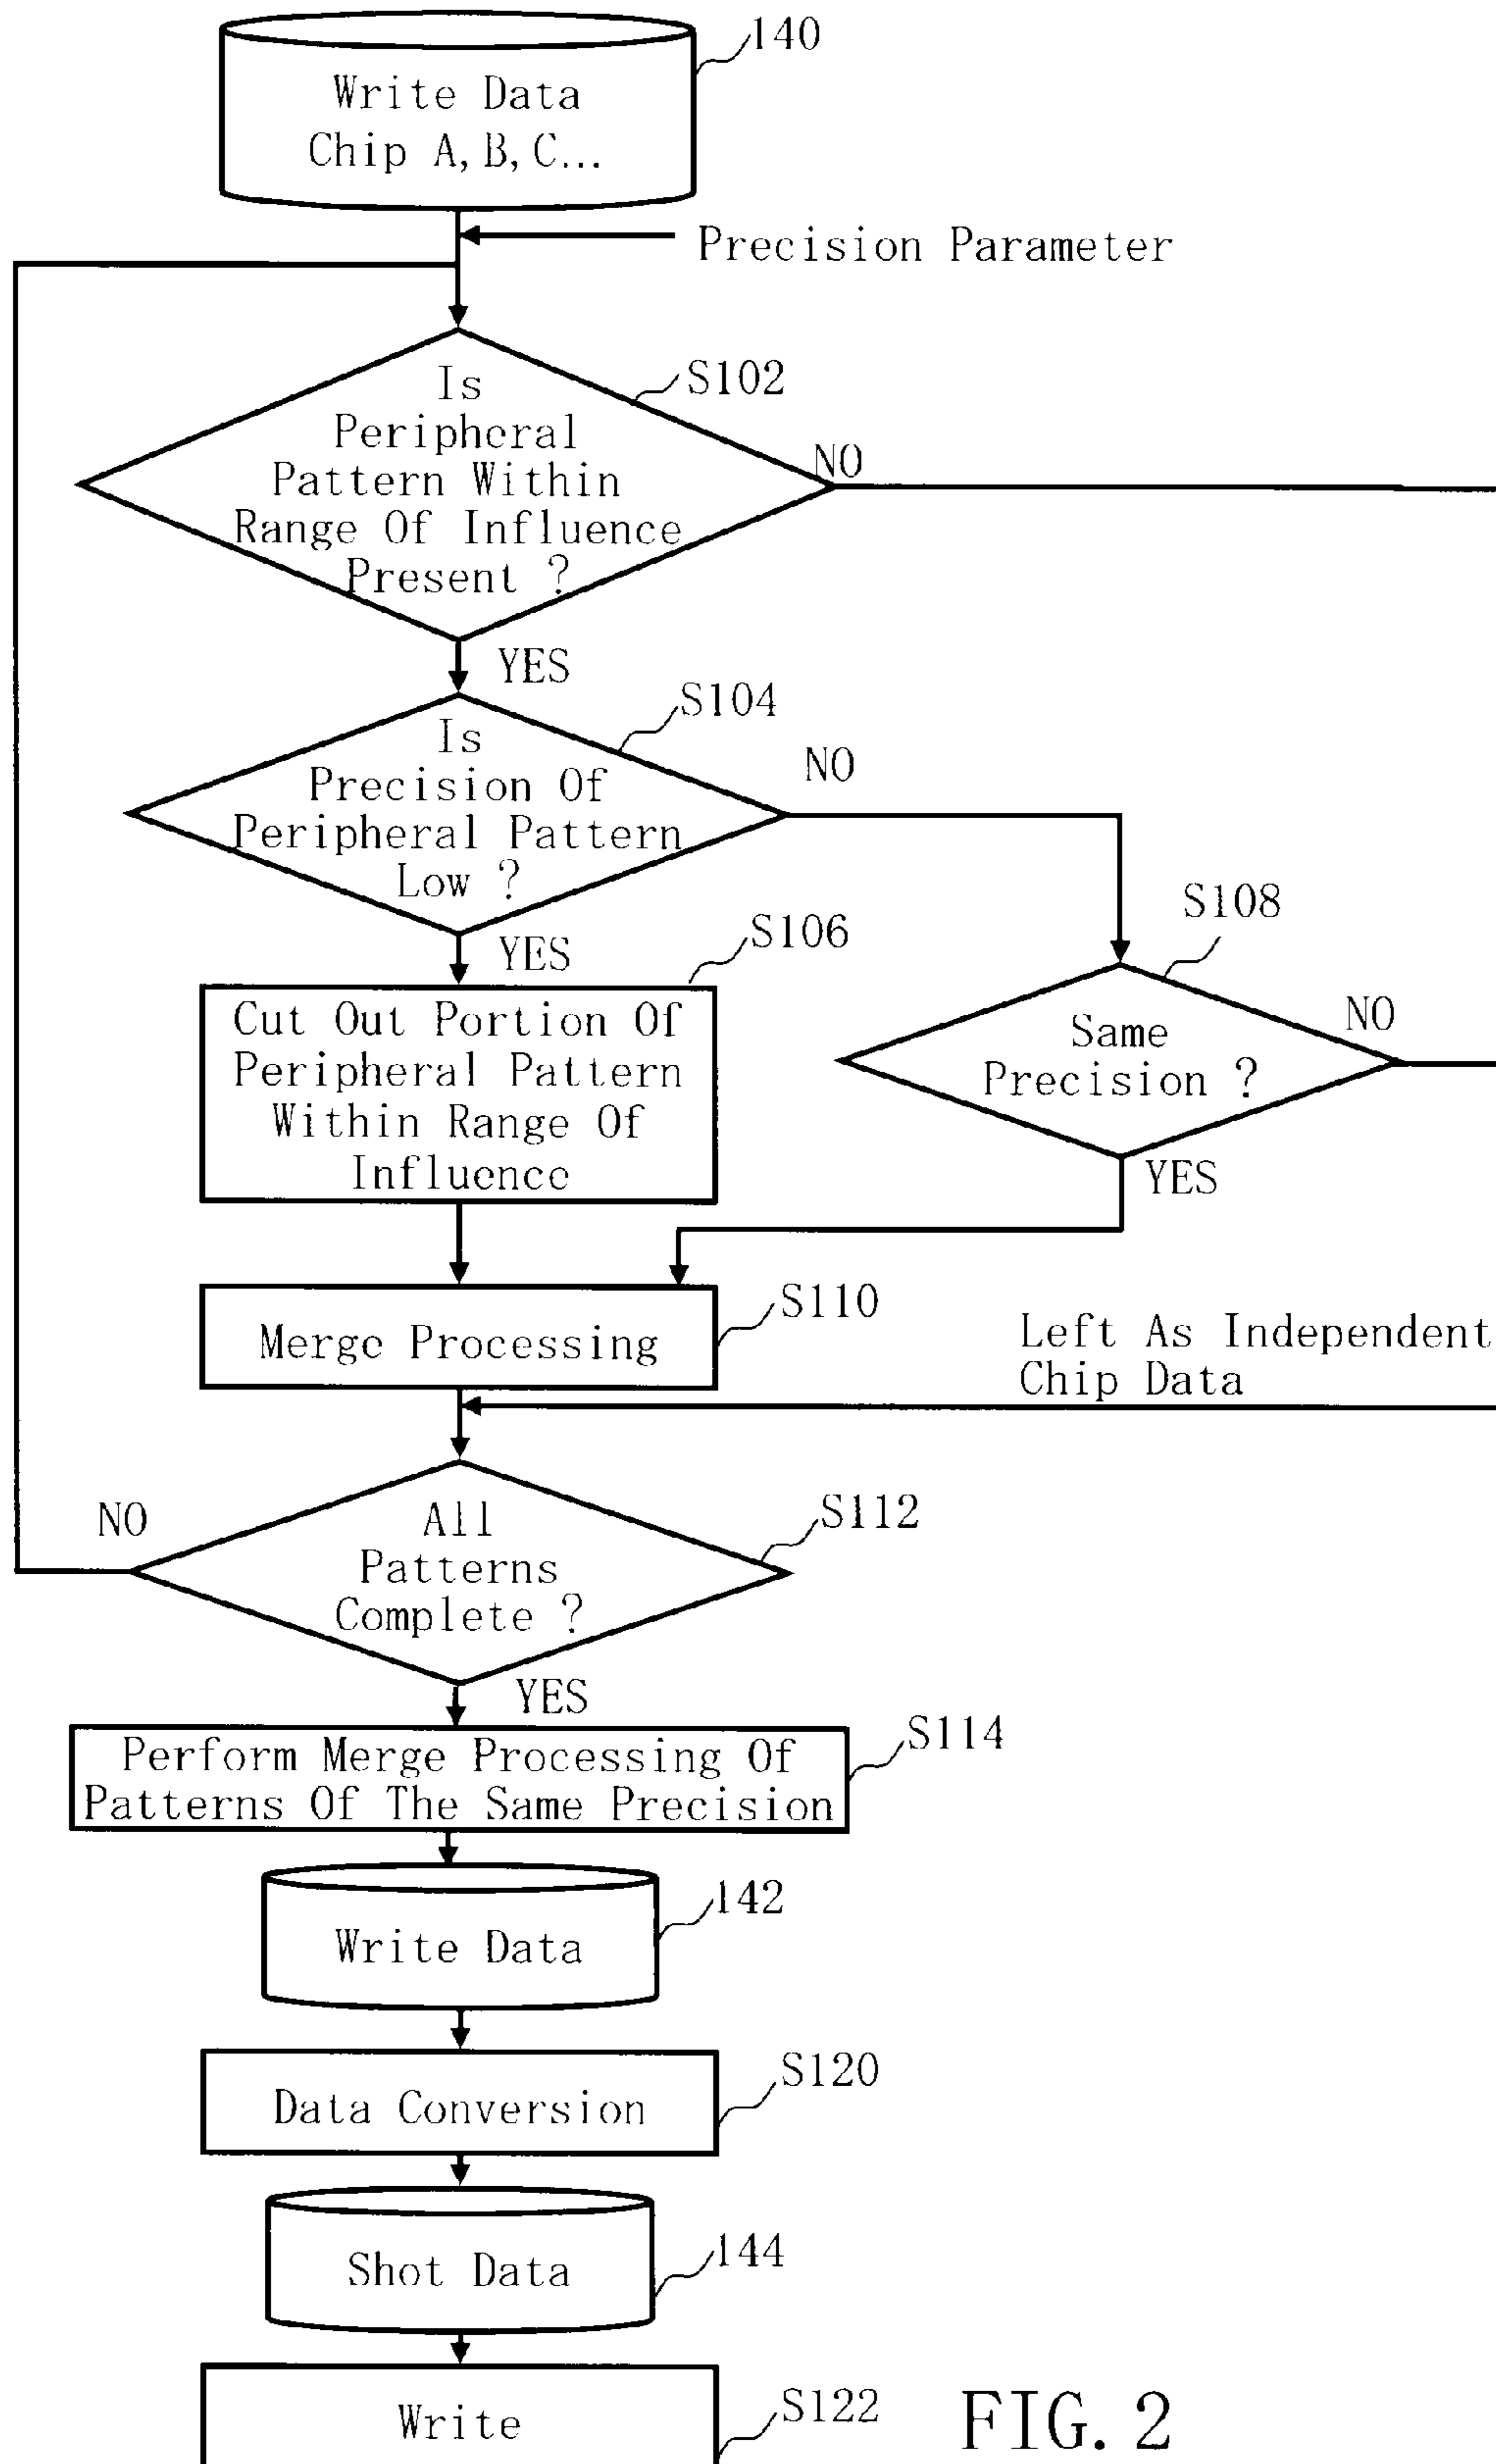 140
Write Data
Chip A, B, C...
Precision Parameter
S102
Is
Peripheral
Pattern Within
Range Of Influence
Present ?
NO
YES
S104
Is
Precision Of
Peripheral Pattern
Low ?
NO
YES
S106
Cut Out Portion Of
Peripheral Pattern
Within Range Of
Influence
S108
Same
Precision ?
NO
YES
S110
Merge Processing
Left As Independent
Chip Data
S112
All
Patterns
Complete ?
NO
YES
S114
Perform Merge Processing Of
Patterns Of The Same Precision
142
Write Data
S120
Data Conversion
144
Shot Data
S122
Write
FIG. 2